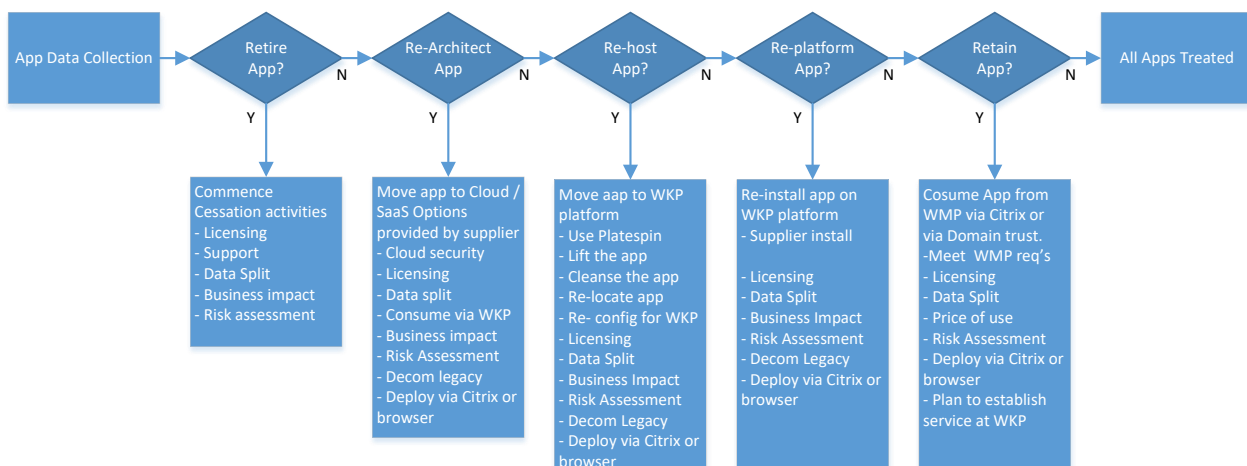 App Data Collection
Retire
App?
N
Y
Re-Architect
App
N
Y
Re-host
App?
N
Y
Re-platform
App?
N
Y
Retain
App?
N
Y
All Apps Treated
Commence
Cessation activities
- Licensing
- Support
- Data Split
- Business impact
- Risk assessment
Move app to Cloud /
SaaS Options
provided by supplier
- Cloud security
- Licensing
- Data split
- Consume via WKP
- Business impact
- Risk Assessment
- Decom legacy
- Deploy via Citrix or
browser
Move aap to WKP
platform
- Use Platespin
- Lift the app
- Cleanse the app
- Re-locate app
- Re- config for WKP
- Licensing
- Data Split
- Business Impact
- Risk Assessment
- Decom Legacy
- Deploy via Citrix or
browser
Re-install app on
WKP platform
- Supplier install
- Licensing
- Data Split
- Business Impact
- Risk Assessment
- Decom Legacy
- Deploy via Citrix or
browser
Cosume App from
WMP via Citrix or
via Domain trust.
-Meet WMP req's
- Licensing
- Data Split
- Price of use
- Risk Assessment
- Deploy via Citrix or
browser
- Plan to establish
service at WKP